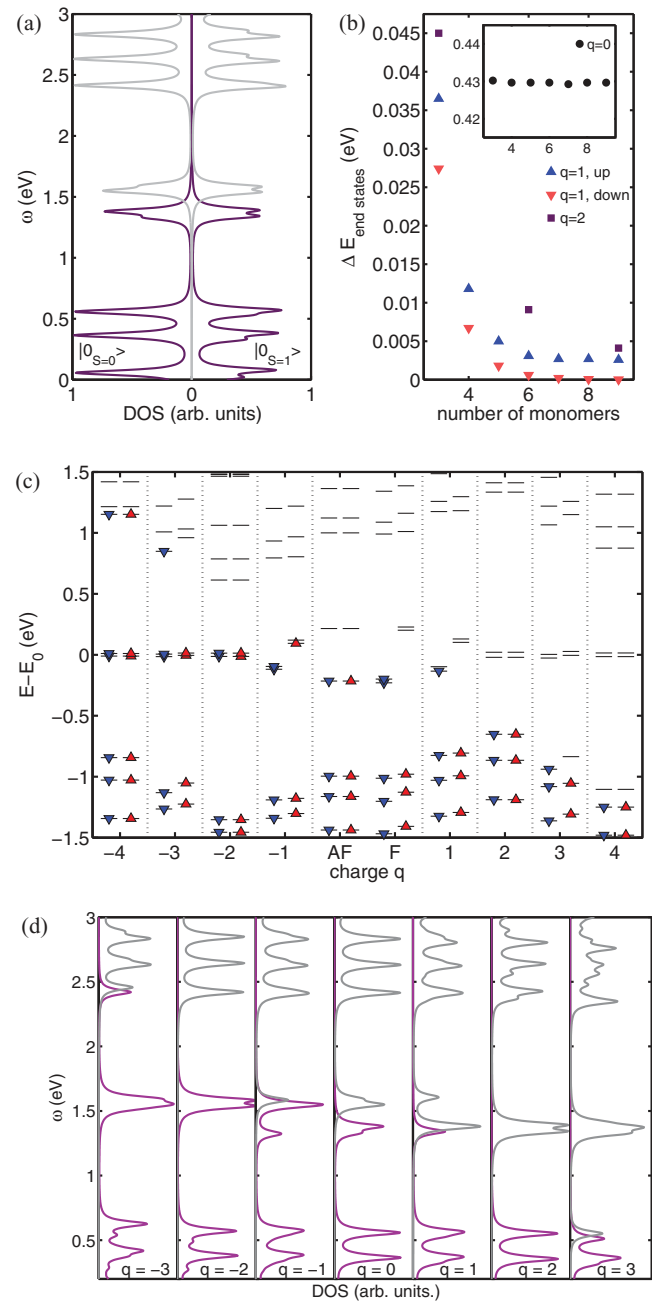 (a)
3
2.5
2
1.5
1
0.5
0
ω (eV)
|0S=0>
|0S=1>
1 0 1
DOS (arb. units)
(b)
0.045
0.04
0.035
0.03
0.025
0.02
0.015
0.01
0.005
0
Δ Eend states (eV)
0.44
0.43
0.42
q=0
4 6 8
q=1, up
q=1, down
q=2
4 6 8
number of monomers
(c)
1.5
1
0.5
0
−0.5
−1
−1.5
E−E0 (eV)
−4 −3 −2 −1 AF F 1 2 3 4
charge q
(d)
3
2.5
2
1.5
1
0.5
ω (eV)
q = −3 q = −2 q = −1 q = 0 q = 1 q = 2 q = 3
DOS (arb. units.)